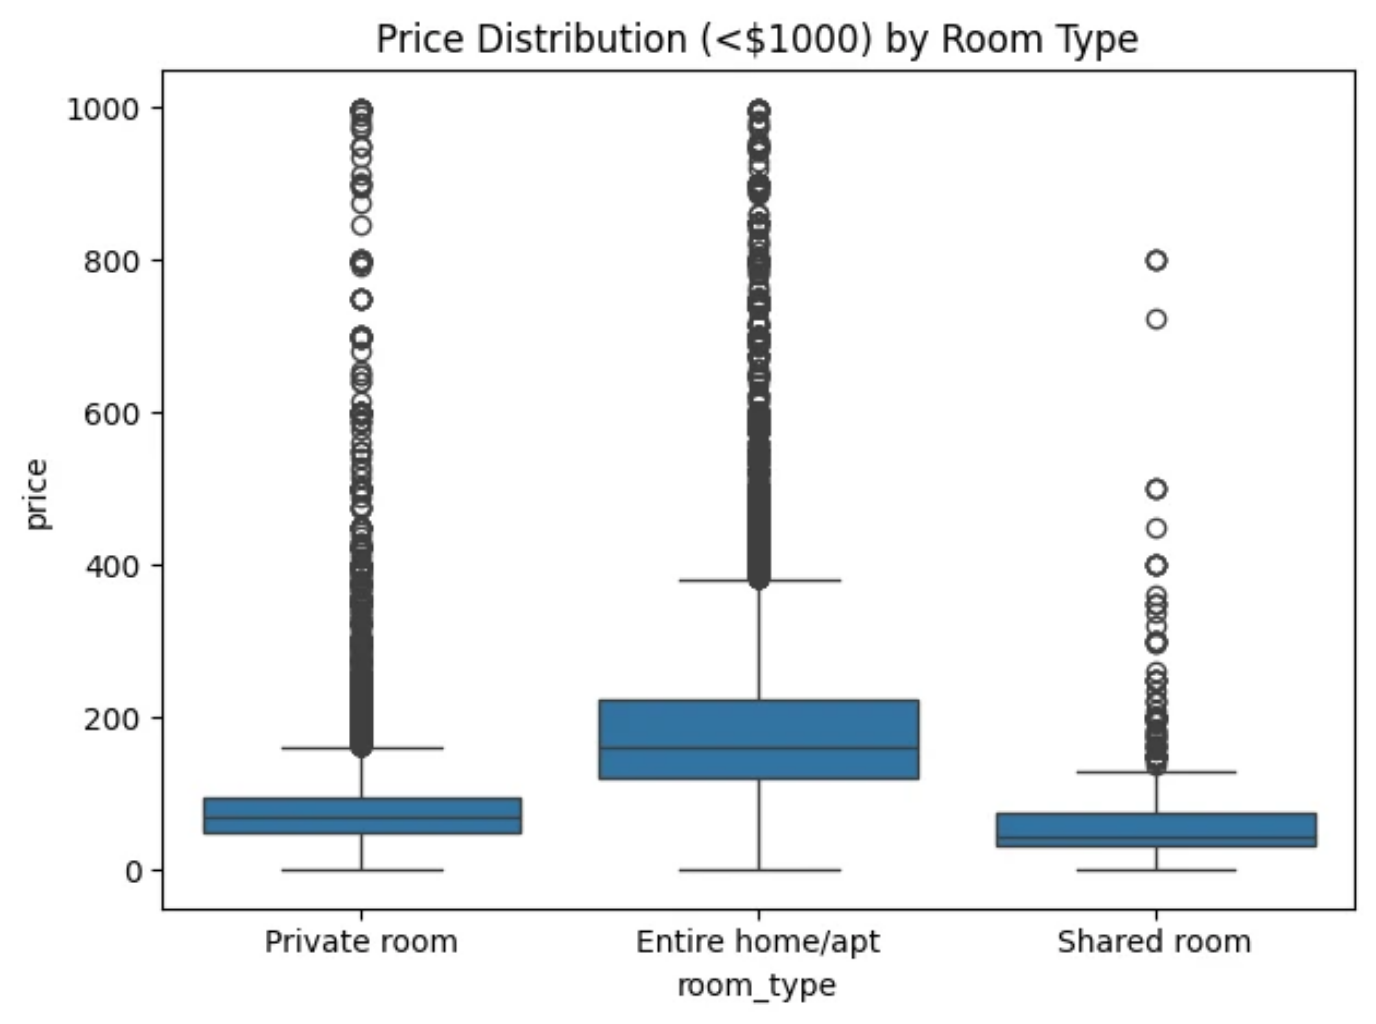 Price Distribution (<$1000) by Room Type
1000
800
600
400
200
0
price
Private room
Entire home/apt
Shared room
room_type